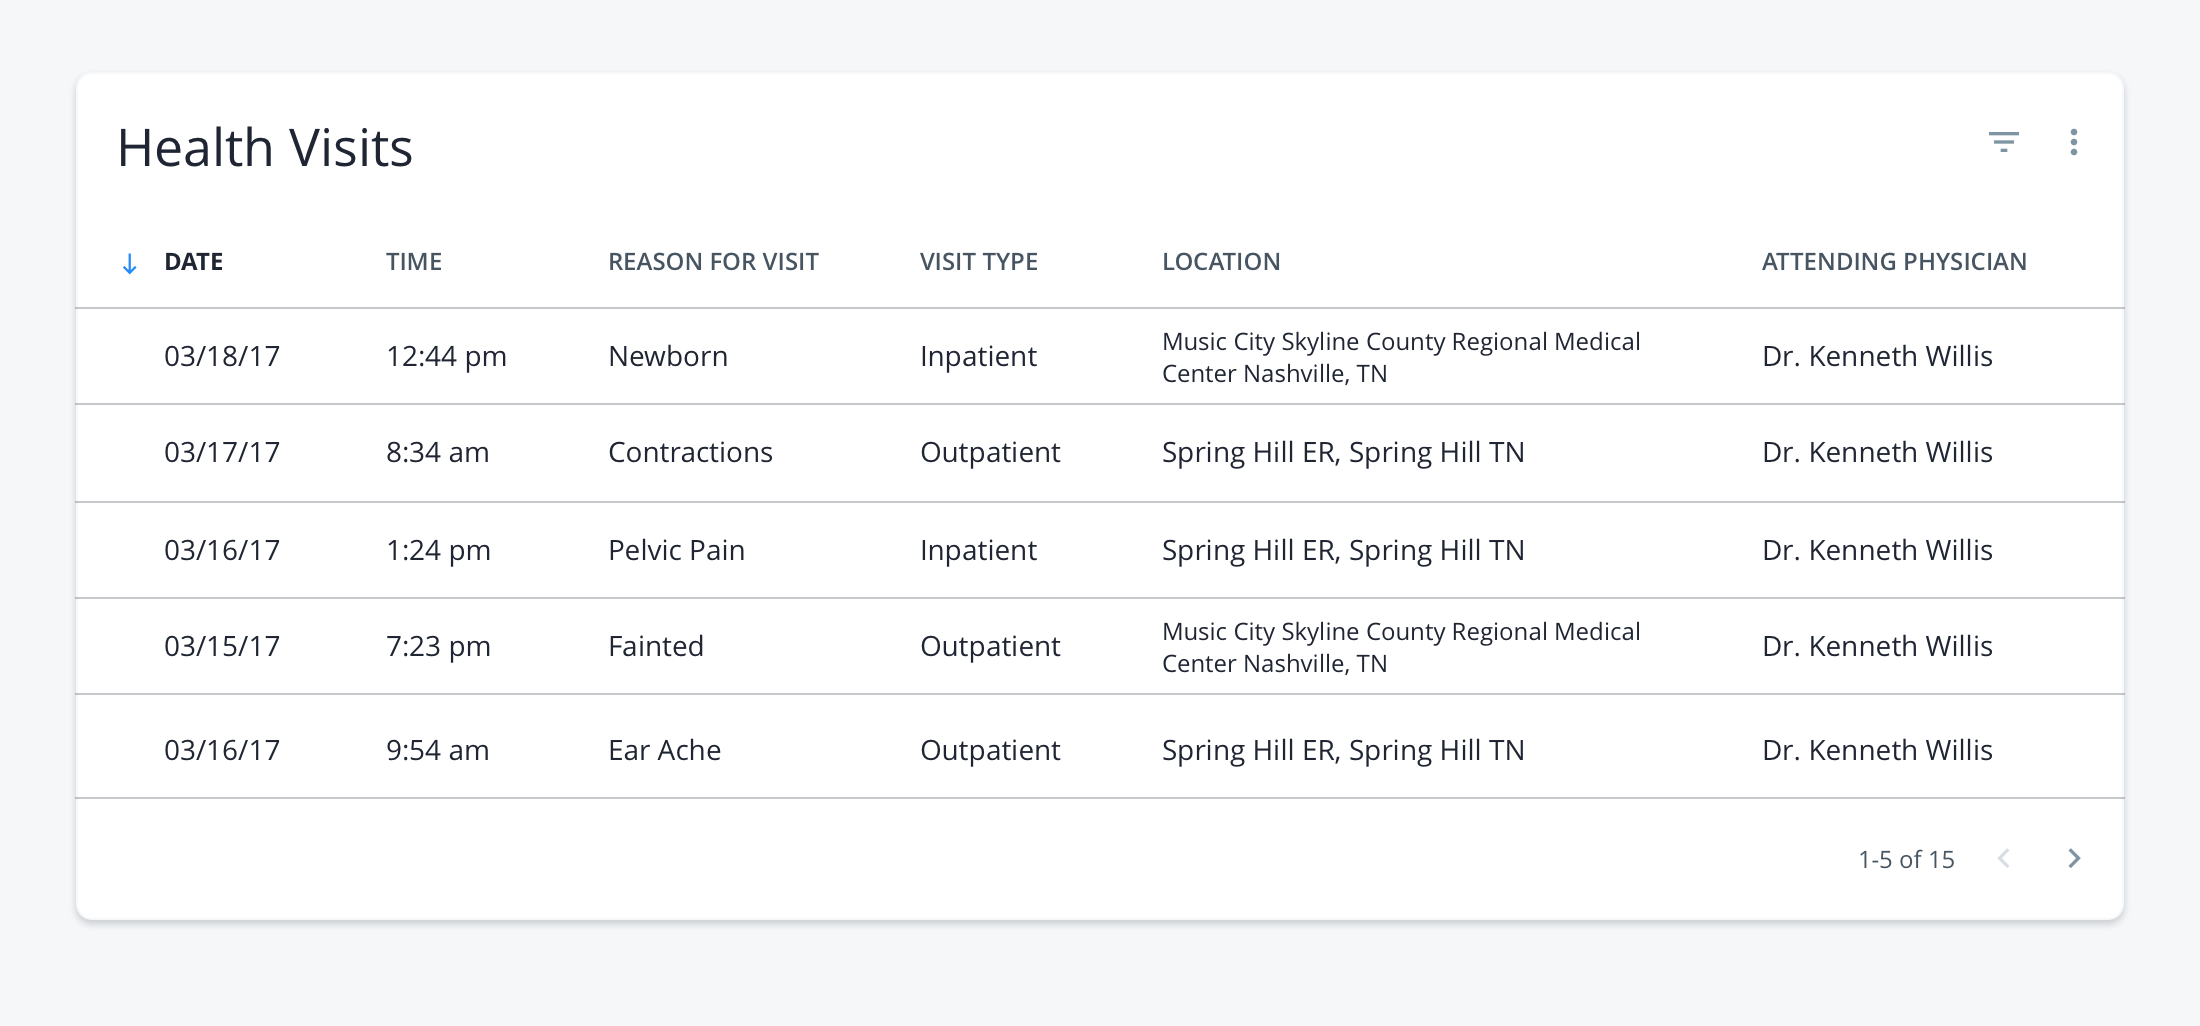 Health Visits
DATE TIME REASON FOR VISIT VISIT TYPE LOCATION ATTENDING PHYSICIAN
03/18/17 12:44 pm Newborn Inpatient Music City Skyline County Regional Medical Dr. Kenneth Willis
Center Nashville, TN
03/17/17 8:34 am Contractions Outpatient Spring Hill ER, Spring Hill TN Dr. Kenneth Willis
03/16/17 1:24 pm Pelvic Pain Inpatient Spring Hill ER, Spring Hill TN Dr. Kenneth Willis
03/15/17 7:23 pm Fainted Outpatient Music City Skyline County Regional Medical Dr. Kenneth Willis
Center Nashville, TN
03/16/17 9:54 am Ear Ache Outpatient Spring Hill ER, Spring Hill TN Dr. Kenneth Willis
1-5 of 15